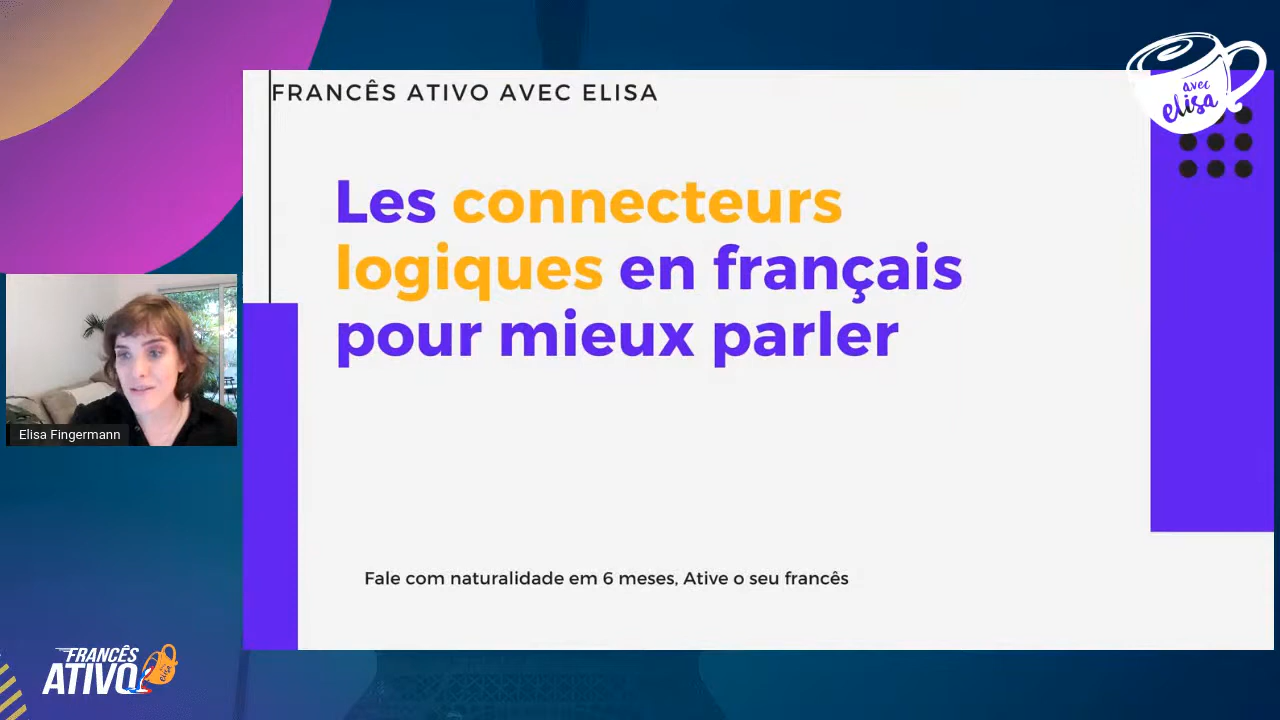 FRANCÊS ATIVO AVEC ELISA
avec
elisa
Les connecteurs
logiques en français
pour mieux parler
Elisa Fingermann
Fale com naturalidade em 6 meses, Ative o seu francês
FRANCÊS
ATIVO
elisa